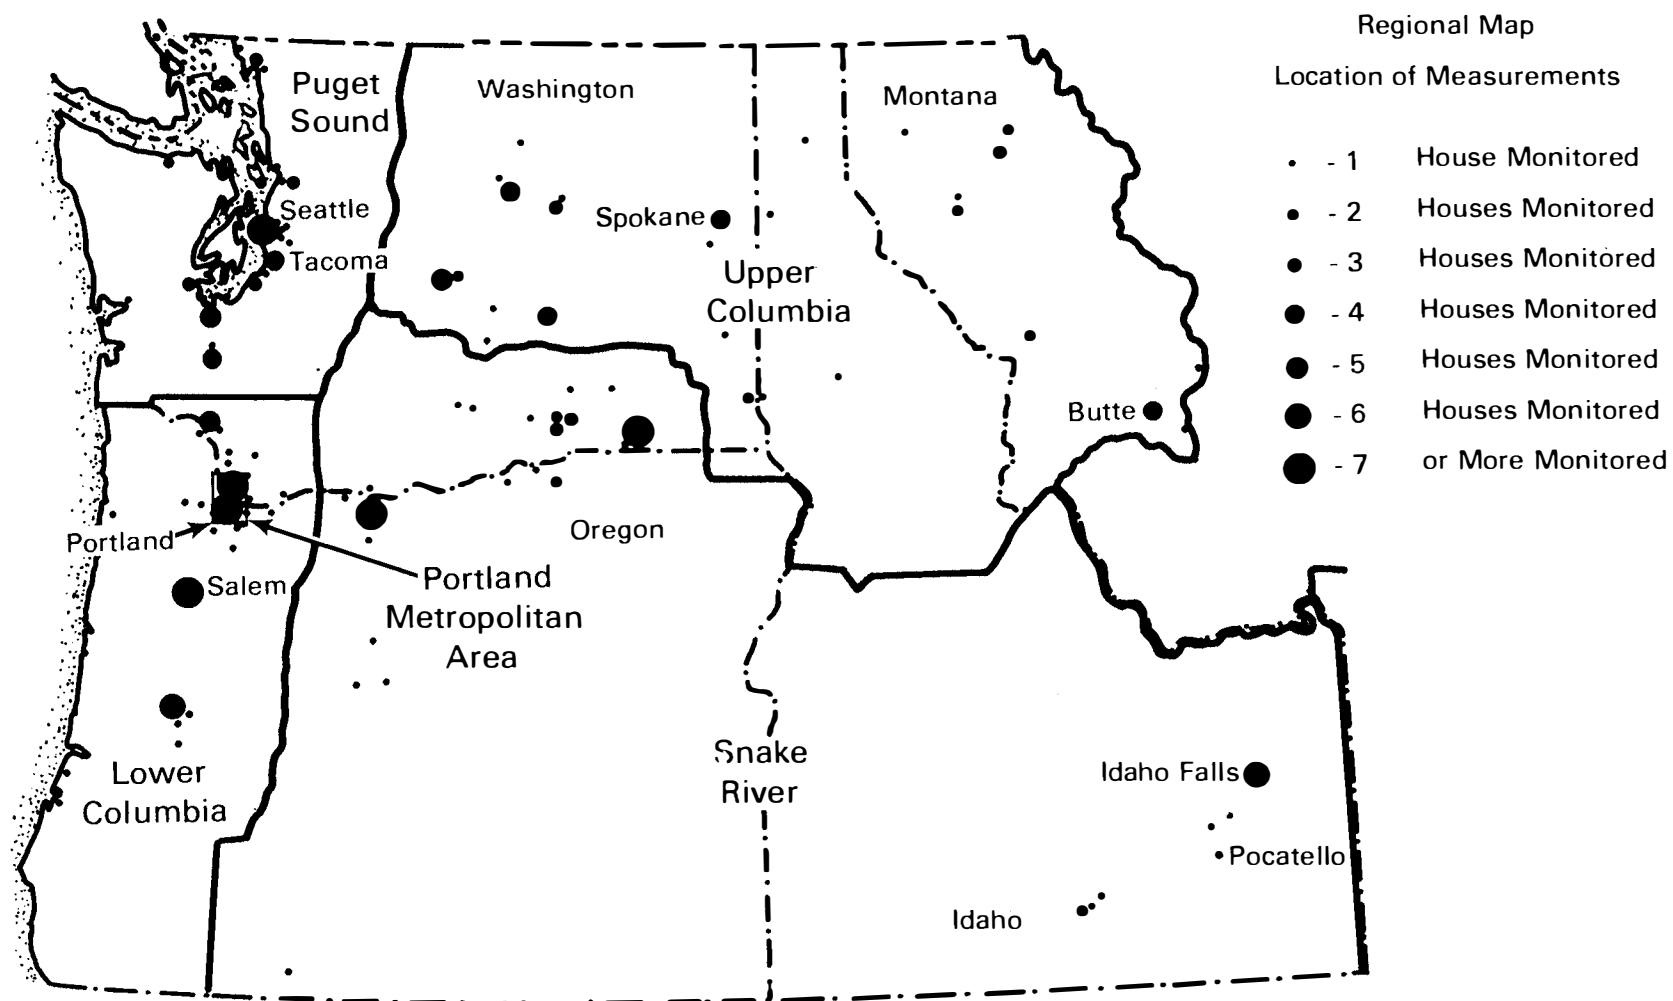 Regional Map
Location of Measurements
- 1 House Monitored
- 2 Houses Monitored
- 3 Houses Monitored
- 4 Houses Monitored
- 5 Houses Monitored
- 6 Houses Monitored
- 7 or More Monitored
Puget
Sound
Washington
Montana
Seattle
Tacoma
Spokane
Upper
Columbia
Butte
Portland
Oregon
Salem
Portland
Metropolitan
Area
Lower
Columbia
Snake
River
Idaho Falls
Pocatello
Idaho